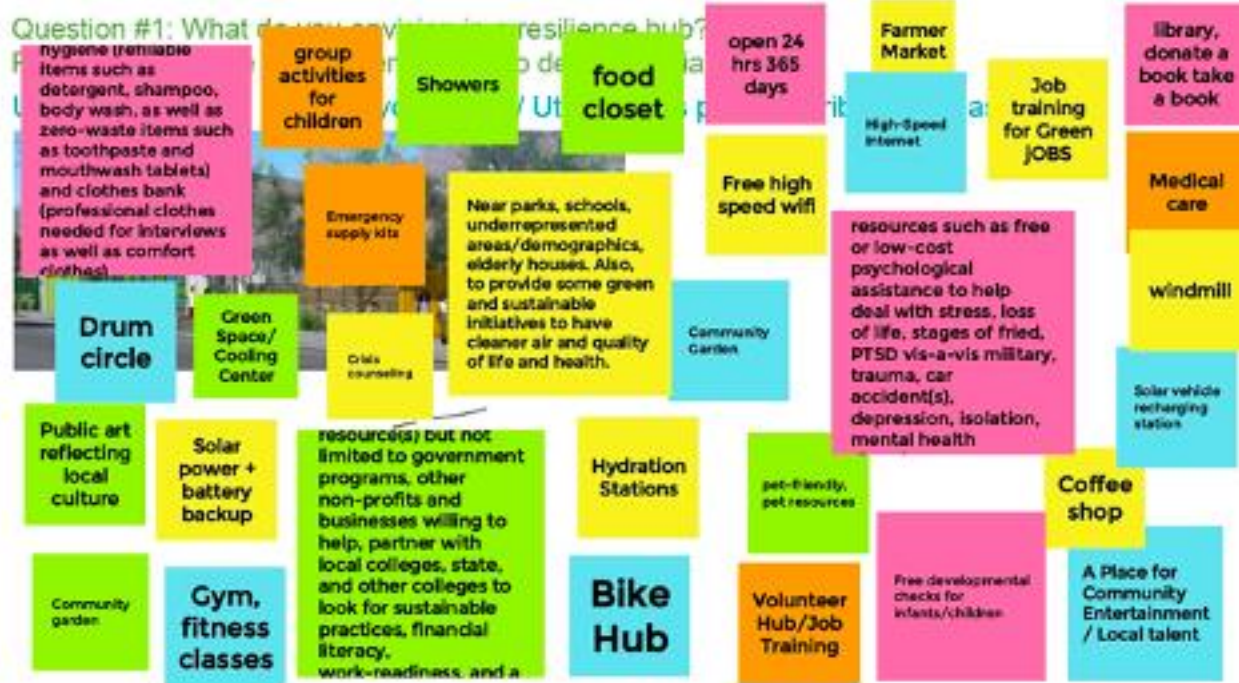 Question #1: What do you envision in a resilience hub?
hygiene (refillable
items such as
detergent, shampoo,
body wash, as well as
zero-waste items such
as toothpaste and
mouthwash tablets)
and clothes bank
(professional clothes
needed for interviews
as well as comfort
clothes)
group
activities
for
children
Showers
food
closet
open 24
hrs 365
days
Farmer
Market
High-Speed
Internet
Job
training
for Green
jOBS
library,
donate a
book take
a book
Emergency
supply kits
Near parks, schools,
underrepresented
areas/demographics,
elderly houses. Also,
to provide some green
and sustainable
initiatives to have
cleaner air and quality
of life and health.
Free high
speed wifi
Medical
care
resources such as free
or low-cost
psychological
assistance to help
deal with stress, loss
of life, stages of fried,
PTSD vis-a-vis military,
trauma, car
accident(s),
depression, isolation,
mental health
windmill
Drum
circle
Green
Space/
Cooling
Center
Crisis
counseling
Community
Garden
Solar vehicle
recharging
station
Public art
reflecting
local
culture
Solar
power +
battery
backup
resource(s) but not
limited to government
programs, other
non-profits and
businesses willing to
help, partner with
local colleges, state,
and other colleges to
look for sustainable
practices, financial
literacy,
work-readiness, and a
Hydration
Stations
pet-friendly,
pet resources
Coffee
shop
Community
garden
Gym,
fitness
classes
Bike
Hub
Volunteer
Hub/Job
Training
Free developmental
checks for
infants/children
A Place for
Community
Entertainment
/ Local talent